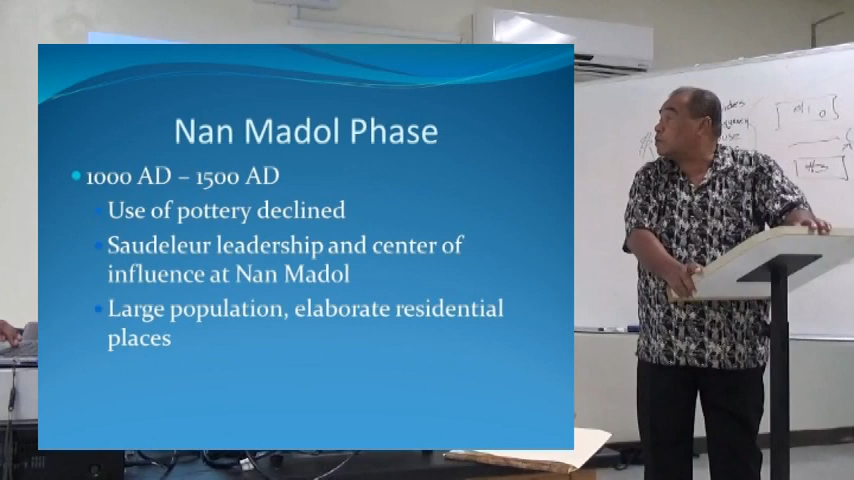 Nan Madol Phase
1000 AD – 1500 AD
Use of pottery declined
Saudeleur leadership and center of
influence at Nan Madol
Large population, elaborate residential
places